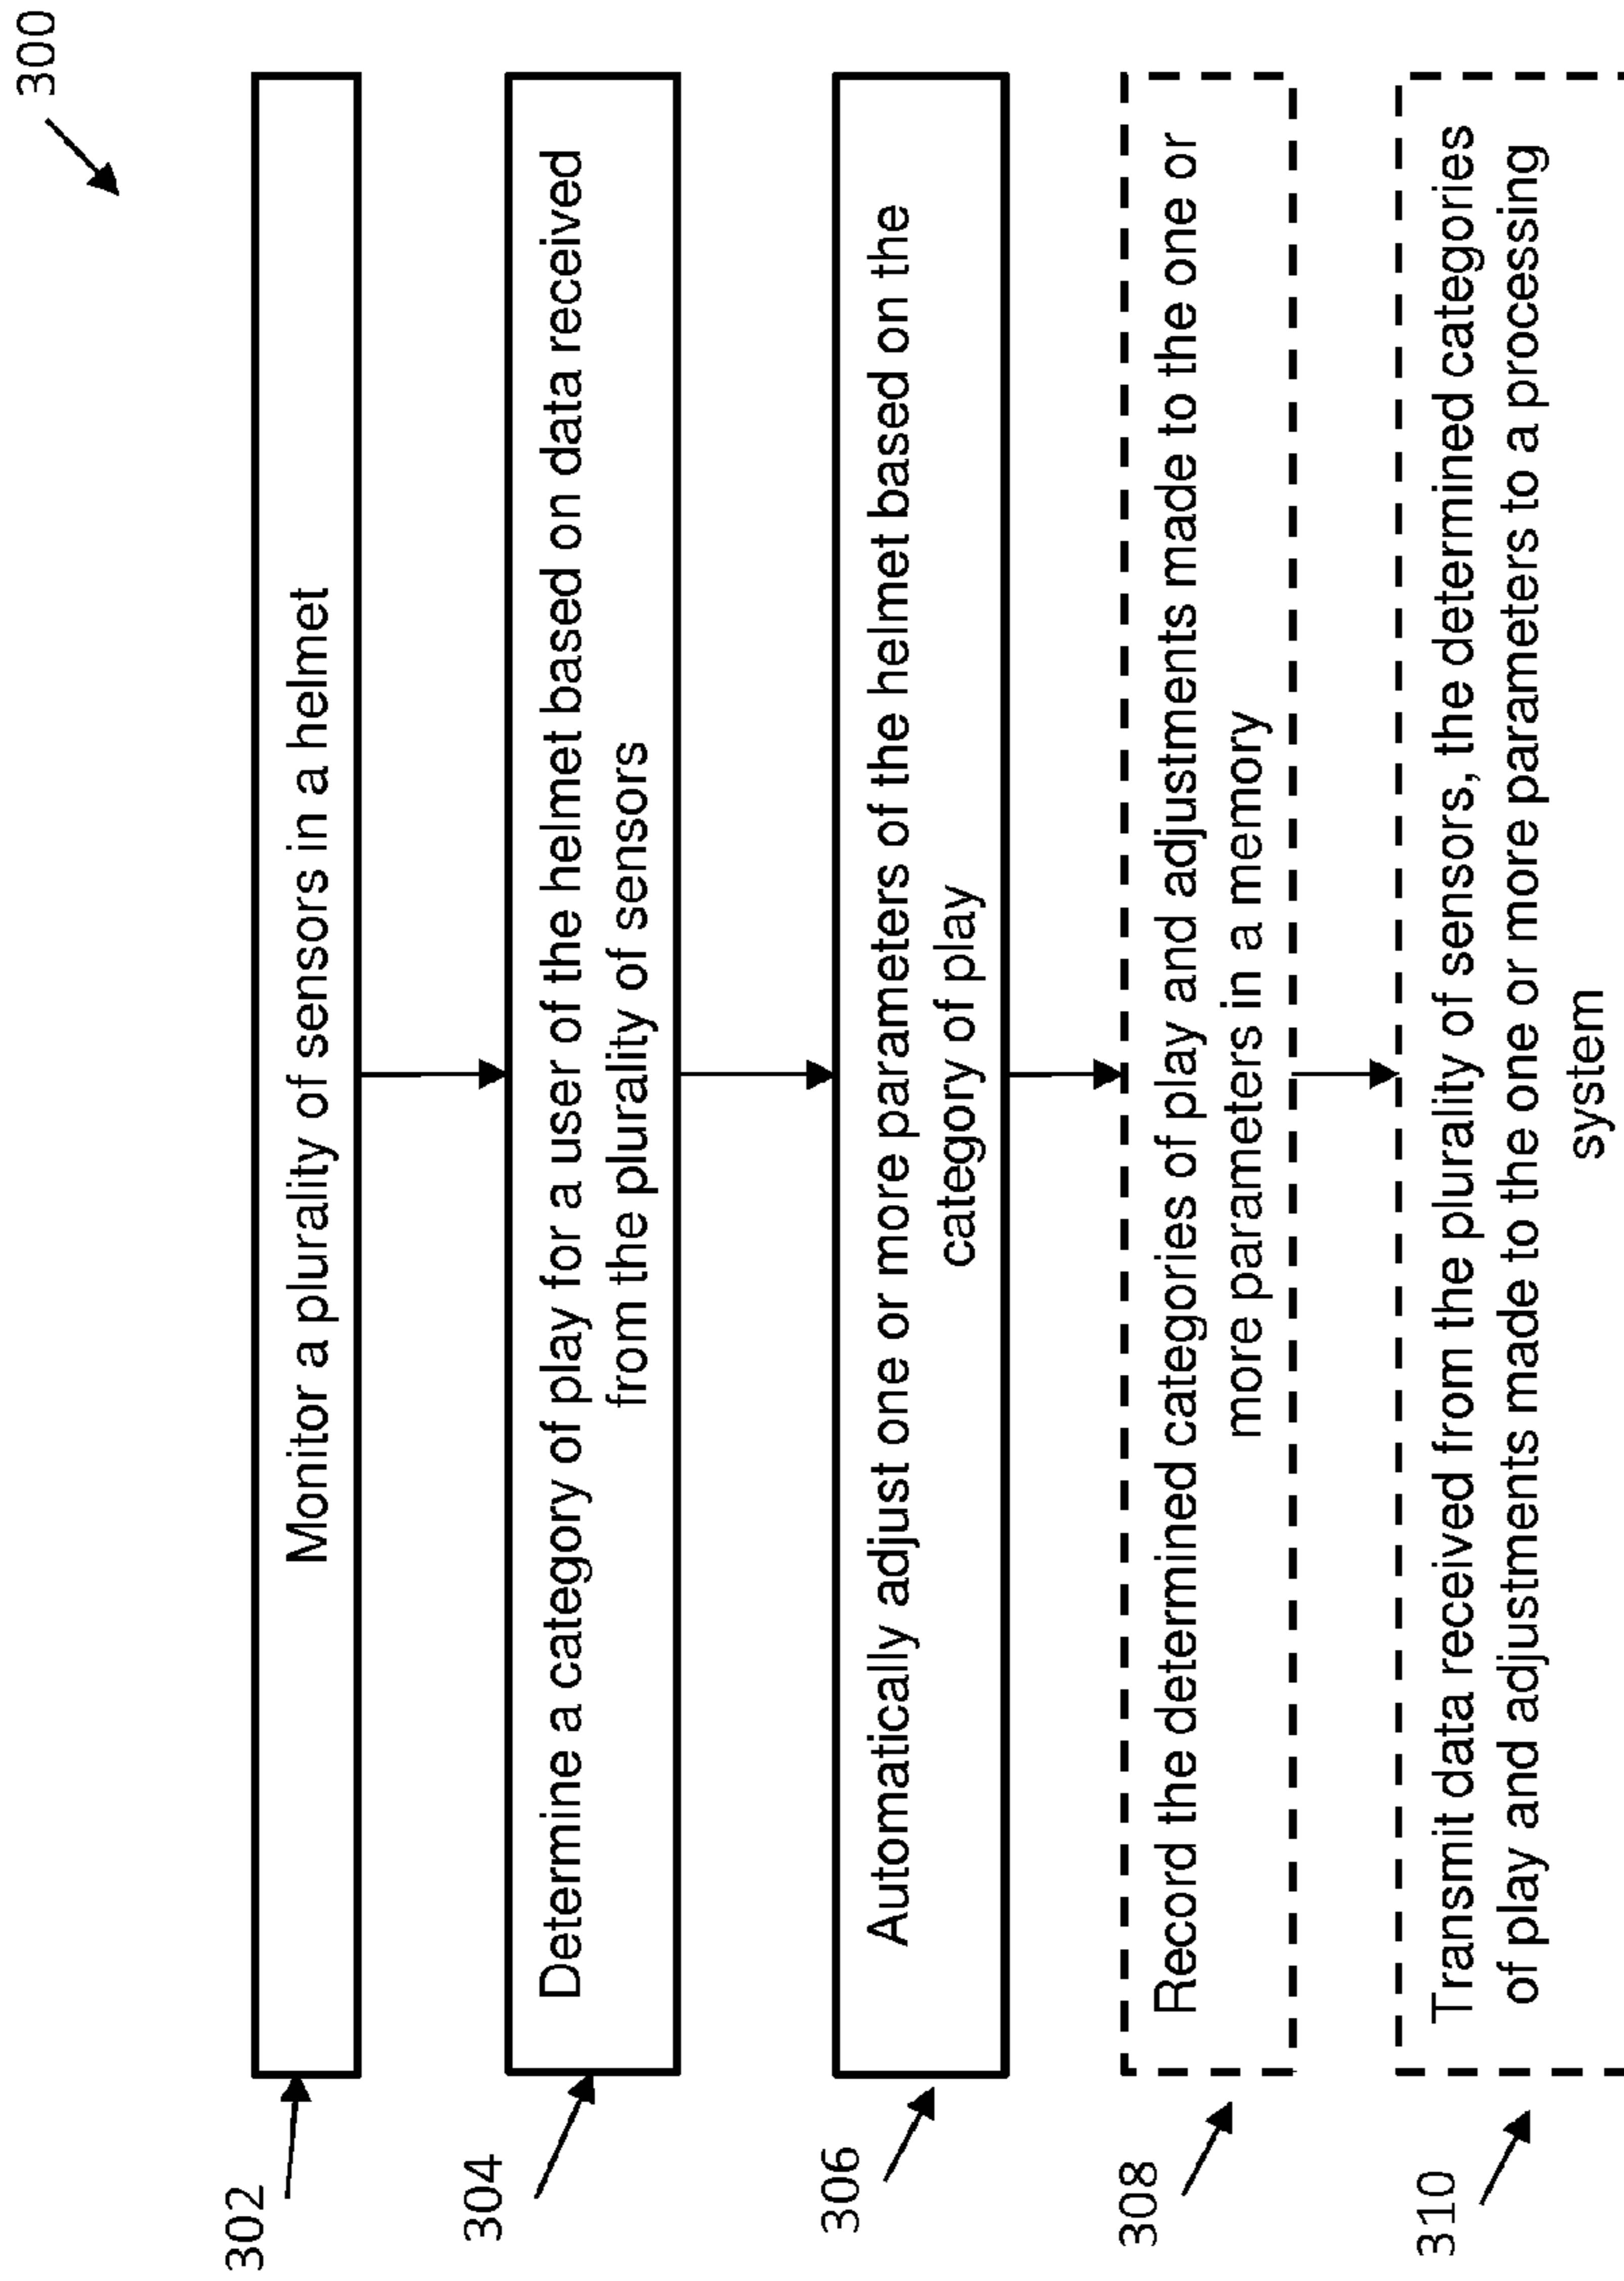 300
302
Monitor a plurality of sensors in a helmet
304
Determine a category of play for a user of the helmet based on data received
from the plurality of sensors
306
Automatically adjust one or more parameters of the helmet based on the
category of play
308
Record the determined categories of play and adjustments made to the one or
more parameters in a memory
310
Transmit data received from the plurality of sensors, the determined categories
of play and adjustments made to the one or more parameters to a processing
system